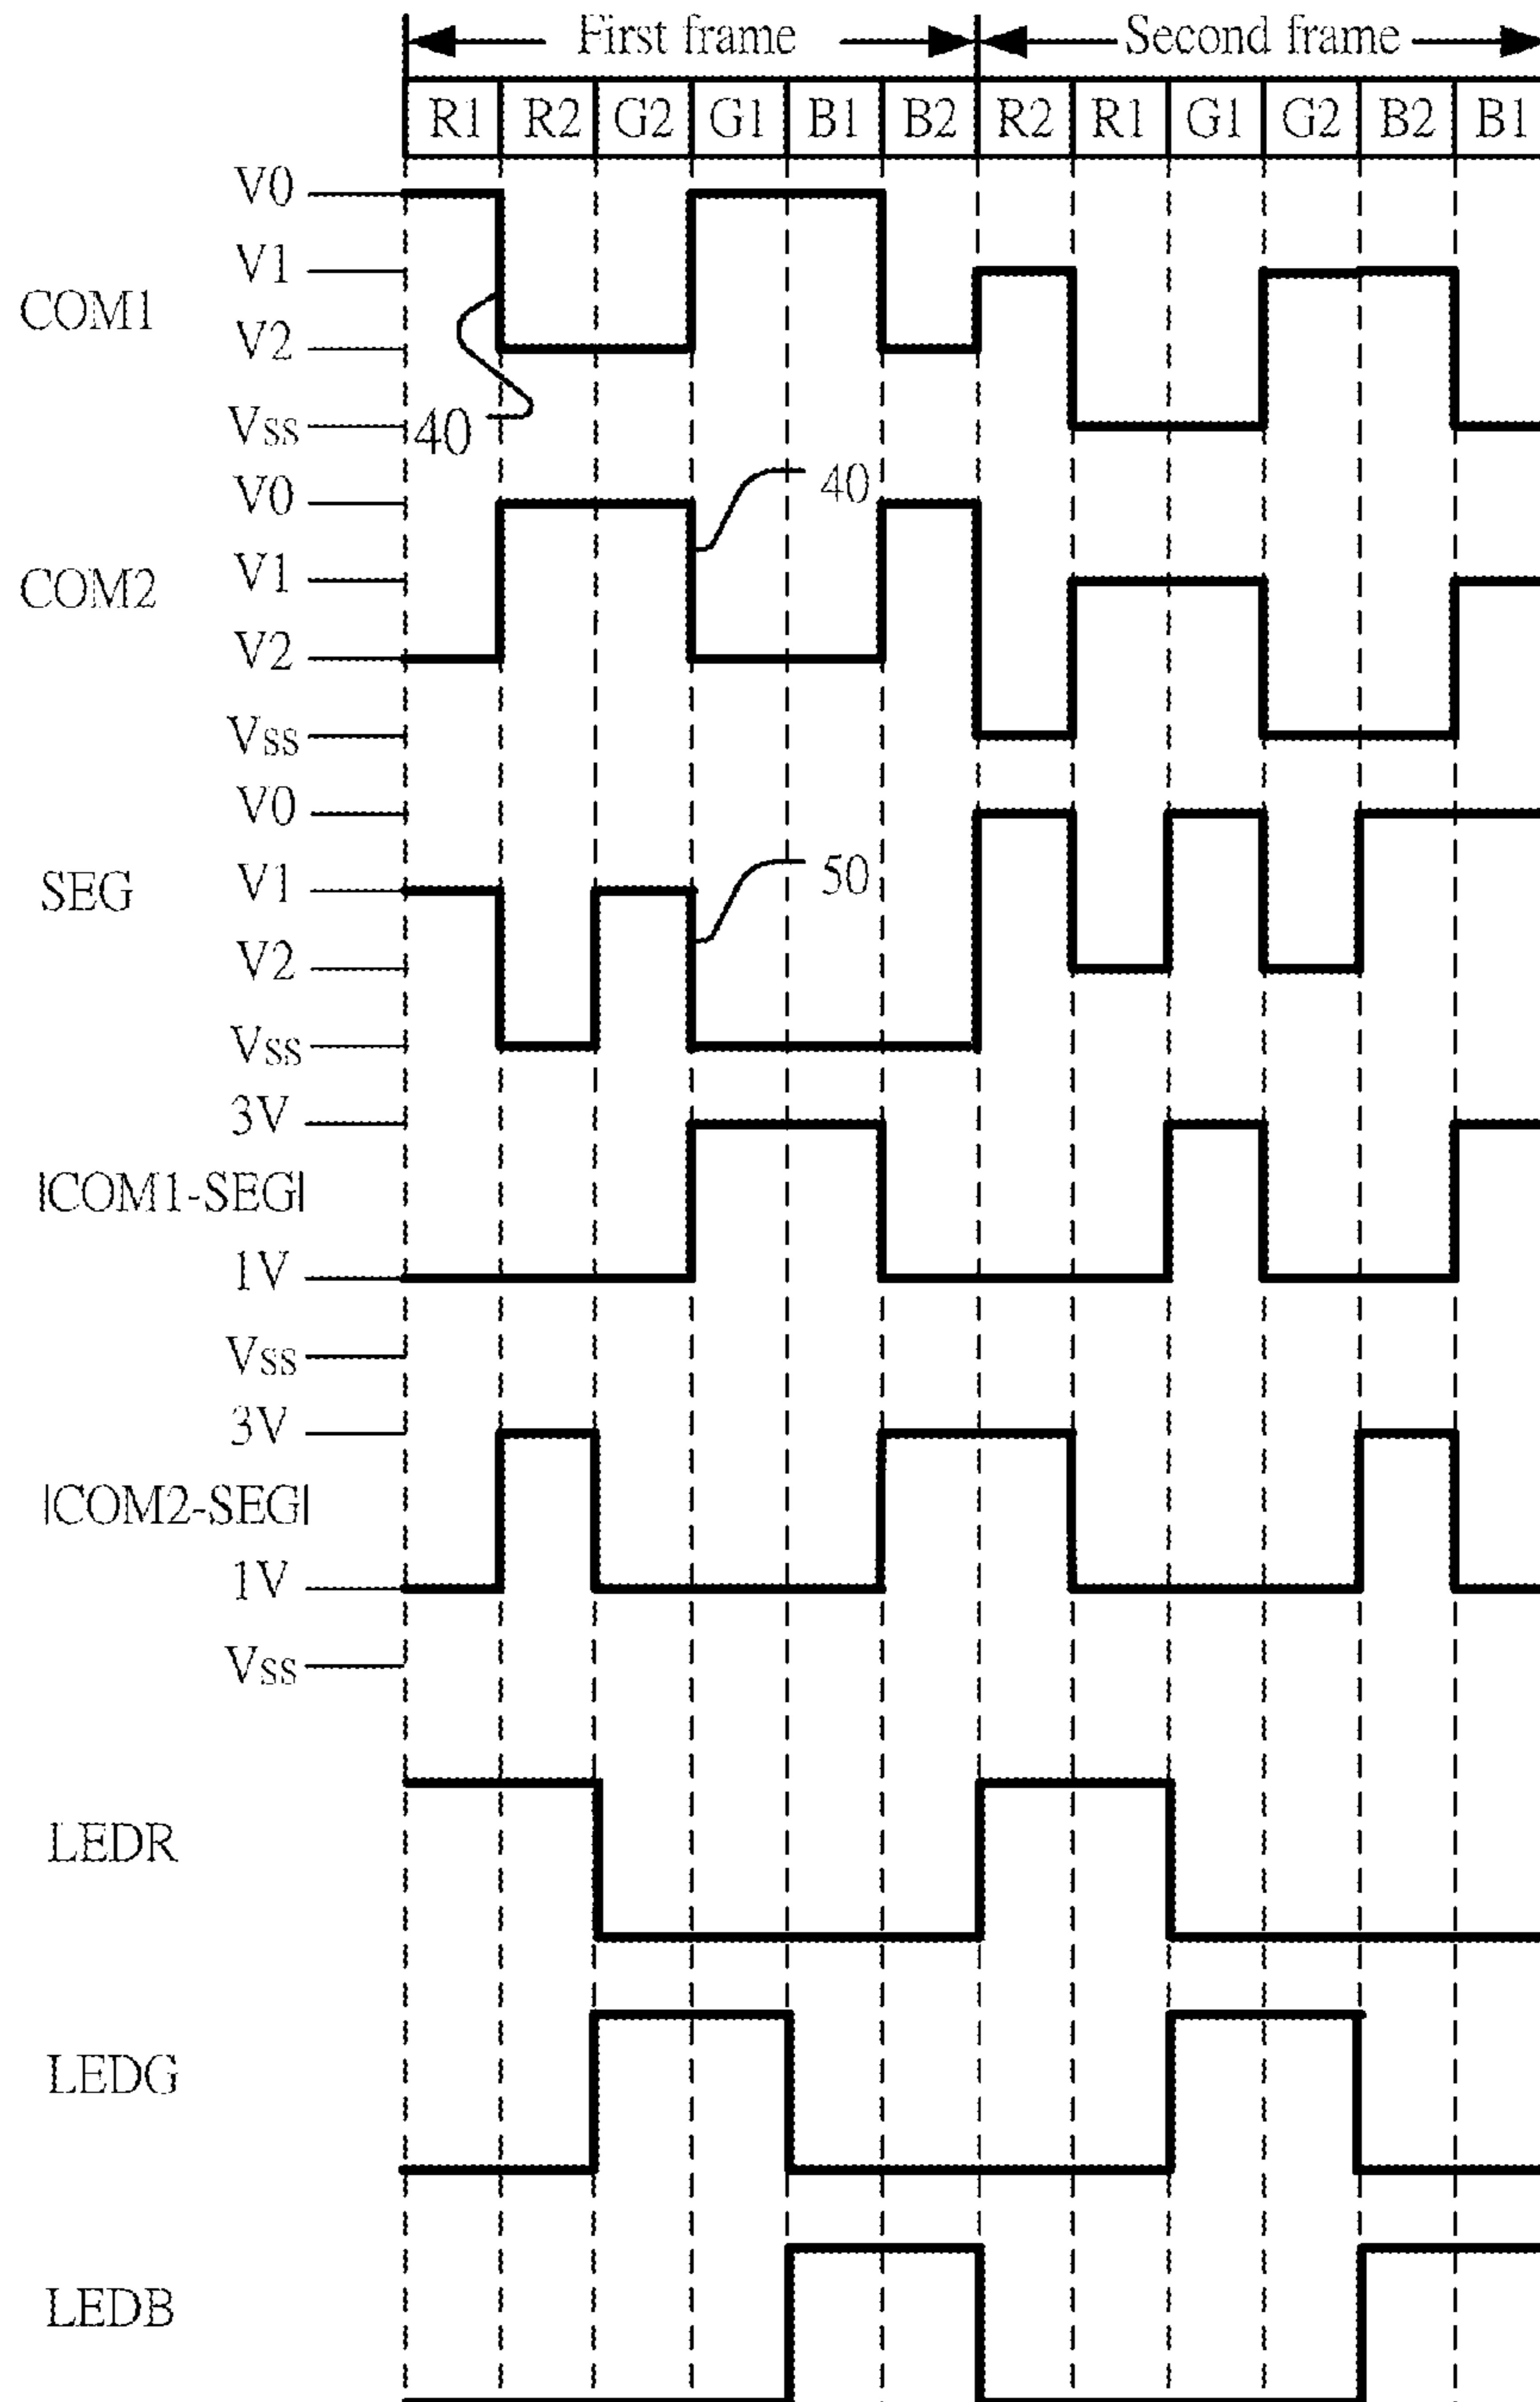 First frame Second frame
R1 R2 G2 G1 B1 B2 R2 R1 G1 G2 B2 B1
V0
V1
COM1
V2
Vss
40
V0
40
V1
COM2
V2
Vss
V0
V1
50
SEG
V2
Vss
3V
|COM1-SEG|
1V
Vss
3V
|COM2-SEG|
1V
Vss
LEDR
LEDG
LEDB